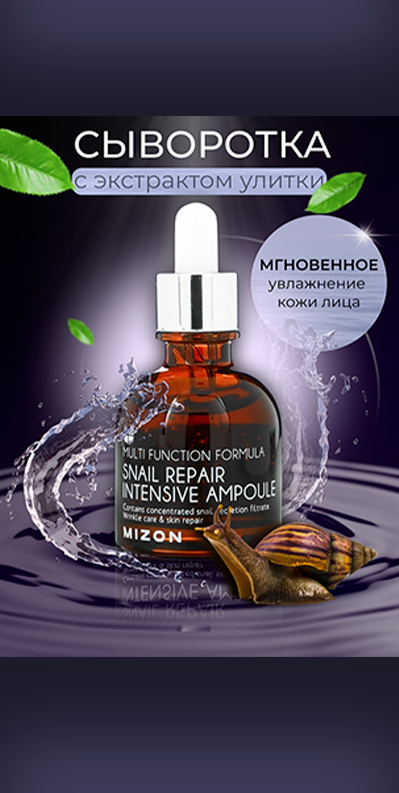 СЫВОРОТКА
с экстрактом улитки
МГНОВЕННОЕ
увлажнение
кожи лица
MULTI FUNCTION FORMULA
SNAIL REPAIR
INTENSIVE AMPOULE
Contains concentrated snail secretion filtrate
Wrinkle care & skin repair
MIZON